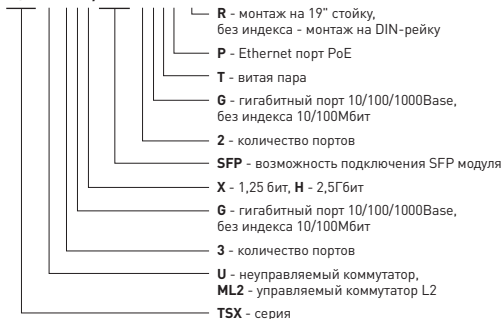 R - монтаж на 19" стойку,
без индекса - монтаж на DIN-рейку
P - Ethernet порт PoE
T - витая пара
G - гигабитный порт 10/100/1000Base,
без индекса 10/100Мбит
2 - количество портов
SFP - возможность подключения SFP модуля
X - 1,25 бит, H - 2,5Гбит
G - гигабитный порт 10/100/1000Base,
без индекса 10/100Мбит
3 - количество портов
U - неуправляемый коммутатор,
ML2 - управляемый коммутатор L2
TSX - серия